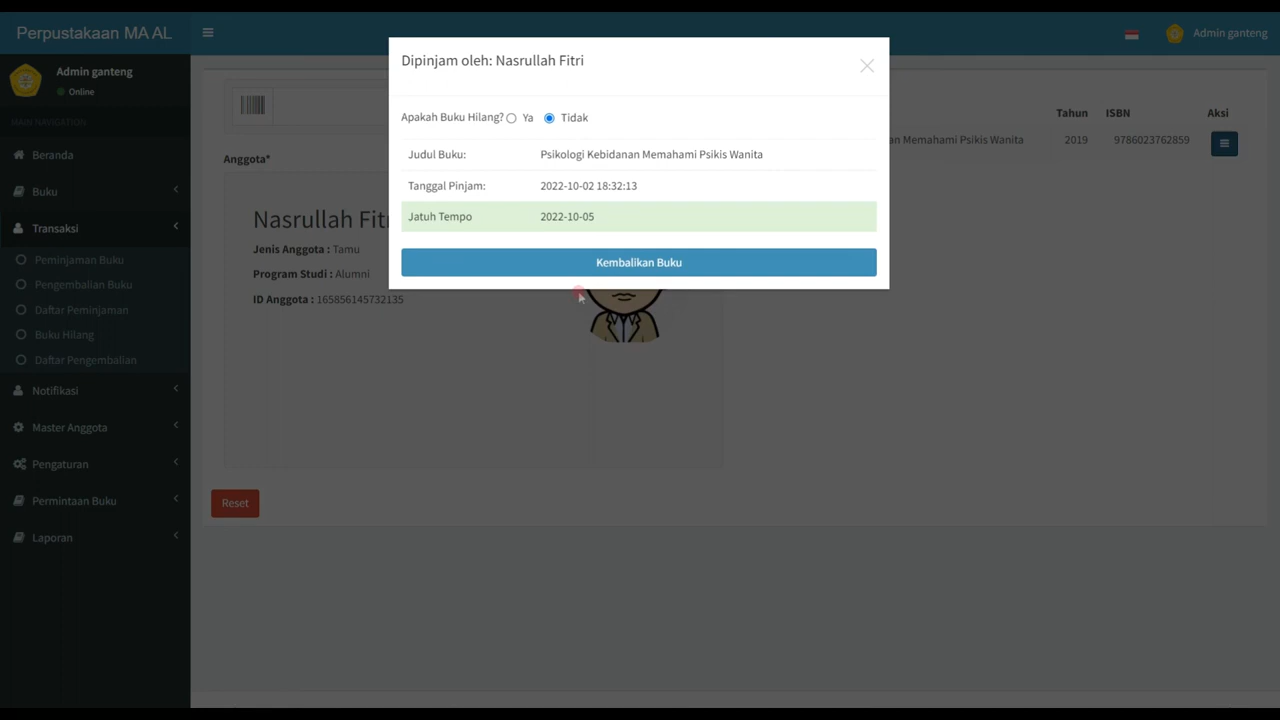 Perpustakaan MA AL
Admin ganteng
Admin ganteng
Online
MAIN NAVIGATION
Beranda
Buku
Transaksi
Peminjaman Buku
Pengembalian Buku
Daftar Peminjaman
Buku Hilang
Daftar Pengembalian
Notifikasi
Master Anggota
Pengaturan
Permintaan Buku
Laporan
Dipinjam oleh: Nasrullah Fitri
Apakah Buku Hilang? Ya Tidak
Judul Buku: Psikologi Kebidanan Memahami Psikis Wanita
Tanggal Pinjam: 2022-10-02 18:32:13
Jatuh Tempo 2022-10-05
Kembalikan Buku
Anggota*
Nasrullah Fit
Jenis Anggota : Tamu
Program Studi : Alumni
ID Anggota : 165856145732135
Reset
Tahun ISBN Aksi
an Memahami Psikis Wanita 2019 9786023762859